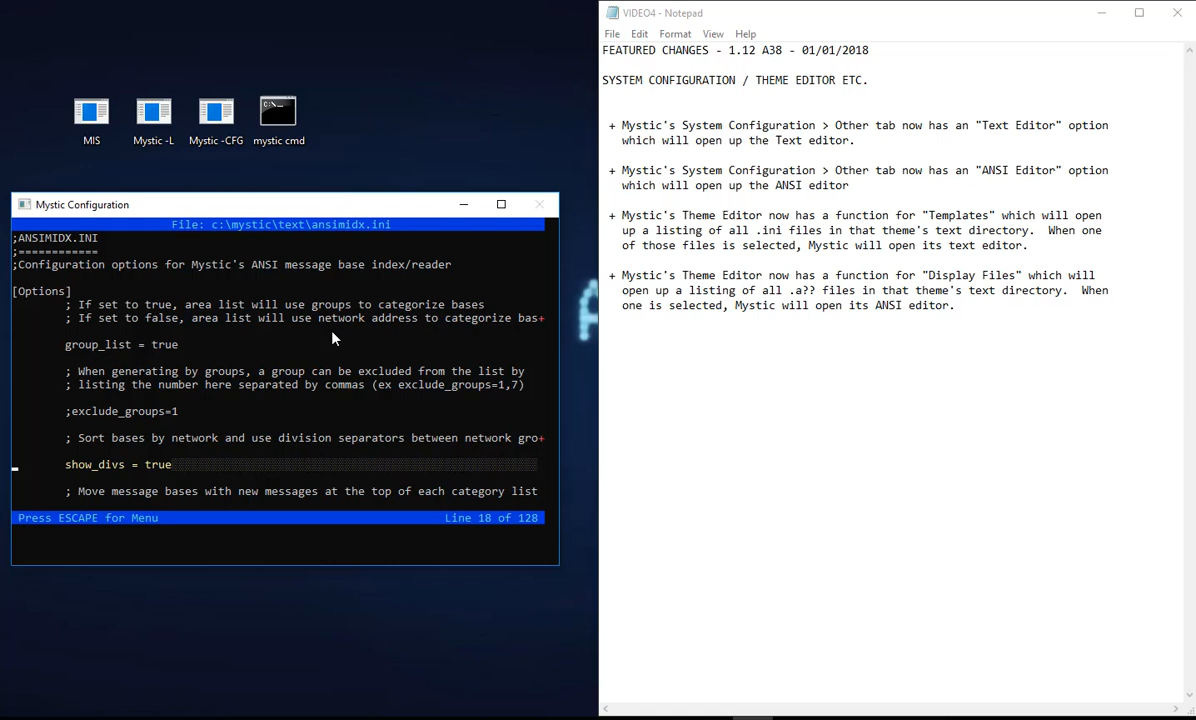 MIS
Mystic -L
Mystic -CFG
mystic cmd
Mystic Configuration
File: c:\mystic\text\ansimidx.ini
;ANSIMIDX.INI
;============
;Configuration options for Mystic's ANSI message base index/reader
[Options]
; If set to true, area list will use groups to categorize bases
; If set to false, area list will use network address to categorize bas+
group_list = true
; When generating by groups, a group can be excluded from the list by
; listing the number here separated by commas (ex exclude_groups=1,7)
;exclude_groups=1
; Sort bases by network and use division separators between network gro+
show_divs = true
; Move message bases with new messages at the top of each category list
Press ESCAPE for Menu Line 18 of 128
VIDEO4 - Notepad
File Edit Format View Help
FEATURED CHANGES - 1.12 A38 - 01/01/2018
SYSTEM CONFIGURATION / THEME EDITOR ETC.
+ Mystic's System Configuration > Other tab now has an "Text Editor" option
which will open up the Text editor.
+ Mystic's System Configuration > Other tab now has an "ANSI Editor" option
which will open up the ANSI editor
+ Mystic's Theme Editor now has a function for "Templates" which will open
up a listing of all .ini files in that theme's text directory.  When one
of those files is selected, Mystic will open its text editor.
+ Mystic's Theme Editor now has a function for "Display Files" which will
open up a listing of all .a?? files in that theme's text directory.  When
one is selected, Mystic will open its ANSI editor.